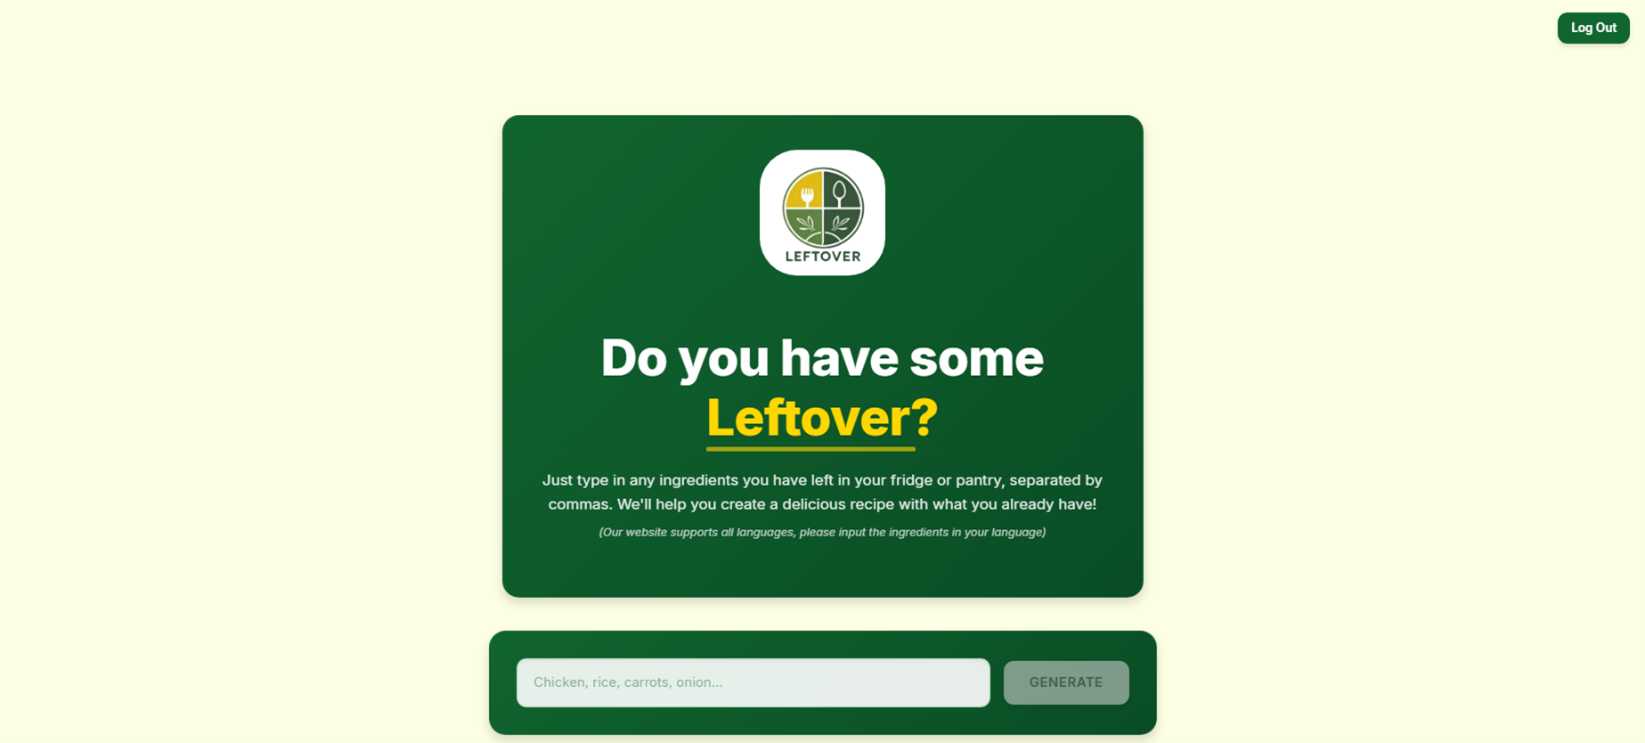 Log Out
LEFTOVER
Do you have some
Leftover?
Just type in any ingredients you have left in your fridge or pantry, separated by
commas. We'll help you create a delicious recipe with what you already have!
(Our website supports all languages, please input the ingredients in your language)
Chicken, rice, carrots, onion...
GENERATE